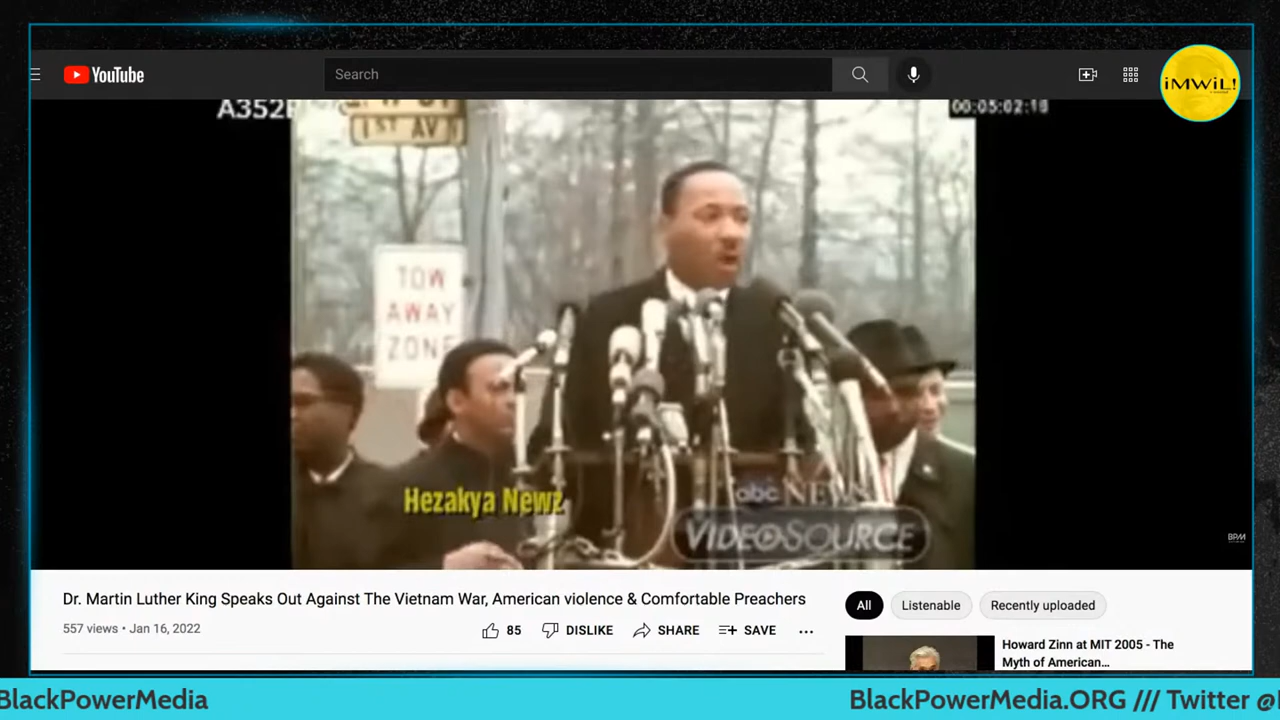 YouTube
Search
iMWiL!
A352
00:05:02:18
1ST AV
TOW
AWAY
ZONE
Hezakya Newz
abc NEWS
VIDEOSOURCE
BPM
Dr. Martin Luther King Speaks Out Against The Vietnam War, American violence & Comfortable Preachers
557 views • Jan 16, 2022
85 DISLIKE SHARE SAVE
All Listenable Recently uploaded
Howard Zinn at MIT 2005 - The
Myth of American...
BlackPowerMedia BlackPowerMedia.ORG /// Twitter @